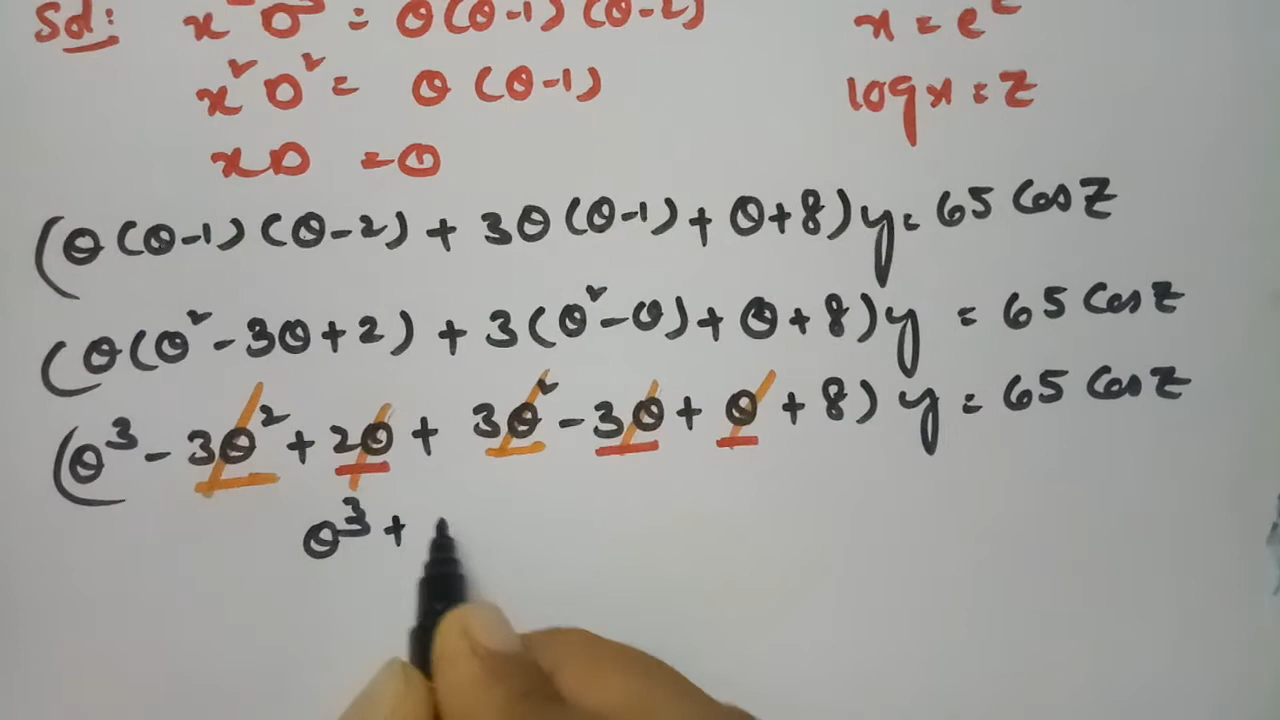 Sol: x³D³ = θ(θ-1)(θ-2) x = e^z
x²D² = θ(θ-1) log x = z
xD = θ
(θ(θ-1)(θ-2) + 3θ(θ-1) + θ+8)y = 65 cos z
(θ(θ²-3θ+2) + 3(θ²-θ) + θ+8)y = 65 cos z
(θ³ - 3θ² + 2θ + 3θ² - 3θ + θ + 8)y = 65 cos z
θ³ +